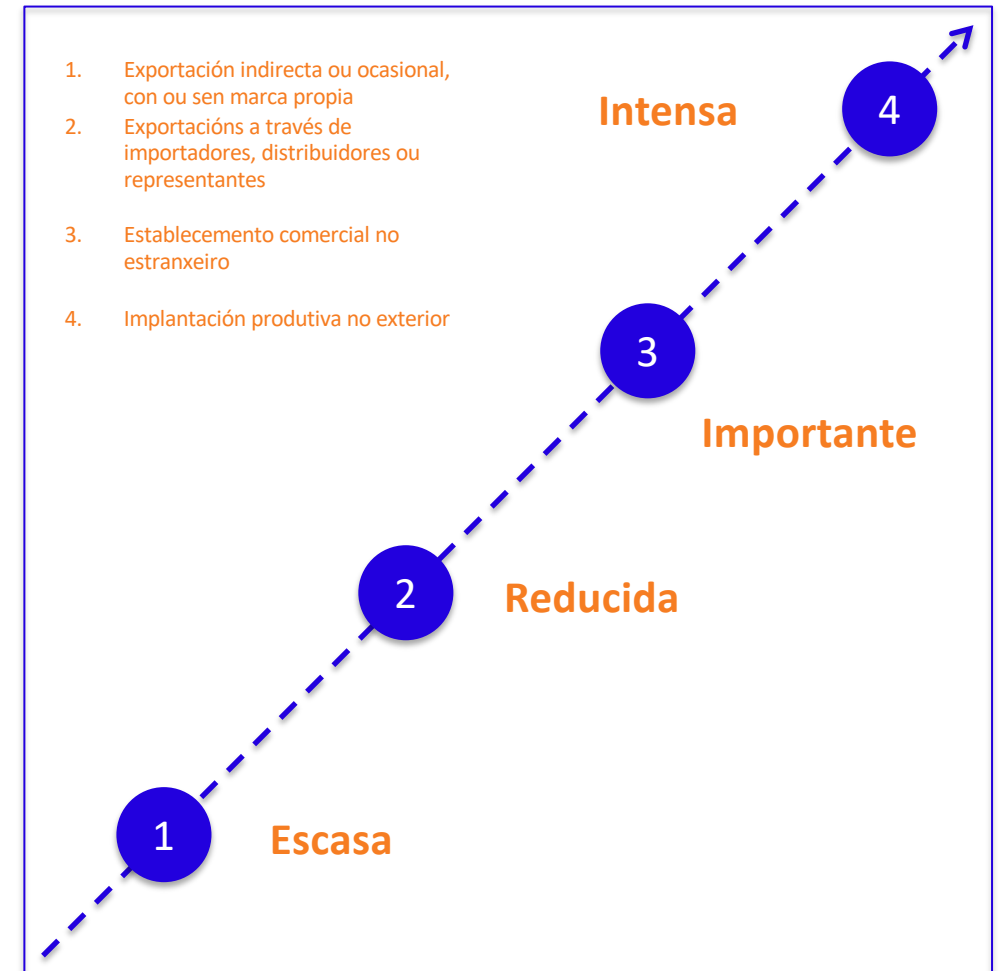 1. Exportación indirecta ou ocasional,
con ou sen marca propia
2. Exportacións a través de
importadores, distribuidores ou
representantes
3. Establecemento comercial no
estranxeiro
4. Implantación produtiva no exterior
Intensa
4
3
Importante
2
Reducida
1
Escasa